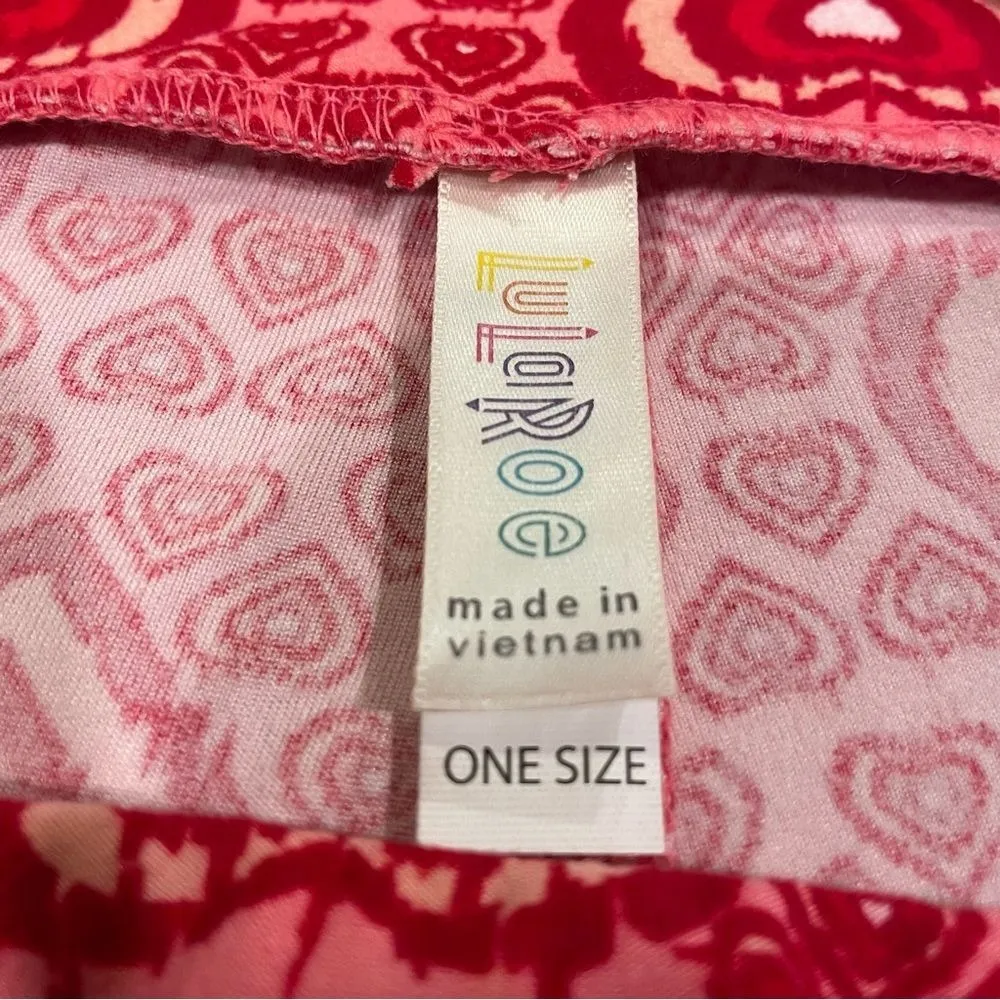 LuLaRoe
made in
vietnam
ONE SIZE